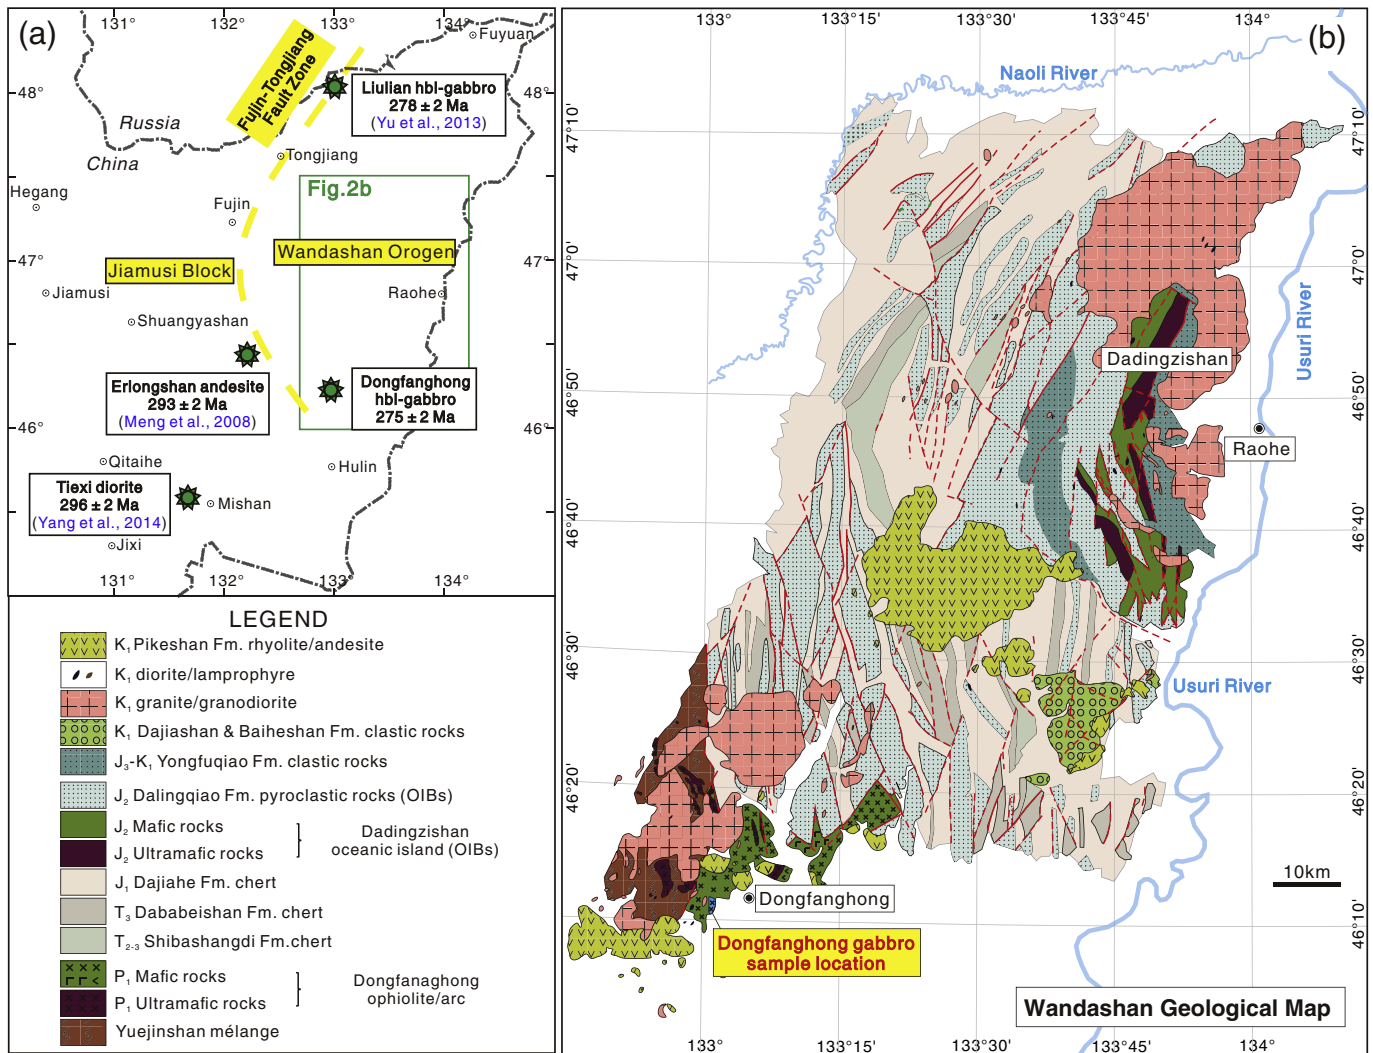 (a)
131°
132°
133°
134°
Fuyuan
48°
48°
Fujin-Tongjiang
Fault Zone
Liulian hbl-gabbro
278 ± 2 Ma
(Yu et al., 2013)
Russia
China
Tongjiang
Hegang
Fig.2b
Fujin
Wandashan Orogen
47°
47°
Jiamusi Block
Jiamusi
Raohe
Shuangyashan
Erlongshan andesite
293 ± 2 Ma
(Meng et al., 2008)
Dongfanghong
hbl-gabbro
275 ± 2 Ma
46°
46°
Qitaihe
Hulin
Tiexi diorite
296 ± 2 Ma
(Yang et al., 2014)
Mishan
Jixi
131°
132°
133°
134°
LEGEND
K1 Pikeshan Fm. rhyolite/andesite
K1 diorite/lamprophyre
K1 granite/granodiorite
K1 Dajiashan & Baiheshan Fm. clastic rocks
J3-K1 Yongfuqiao Fm. clastic rocks
J2 Dalingqiao Fm. pyroclastic rocks (OIBs)
J2 Mafic rocks
J2 Ultramafic rocks
Dadingzishan
oceanic island (OIBs)
J1 Dajiahe Fm. chert
T3 Dababeishan Fm. chert
T2-3 Shibashangdi Fm.chert
P1 Mafic rocks
P1 Ultramafic rocks
Dongfanaghong
ophiolite/arc
Yuejinshan mélange
(b)
133°
133°15'
133°30'
133°45'
134°
Naoli River
47°10'
47°10'
47°0'
47°0'
Usuri River
Dadingzishan
46°50'
46°50'
Raohe
46°40'
46°40'
46°30'
46°30'
Usuri River
46°20'
46°20'
10km
Dongfanghong
46°10'
46°10'
Dongfanghong gabbro
sample location
Wandashan Geological Map
133°
133°15'
133°30'
133°45'
134°